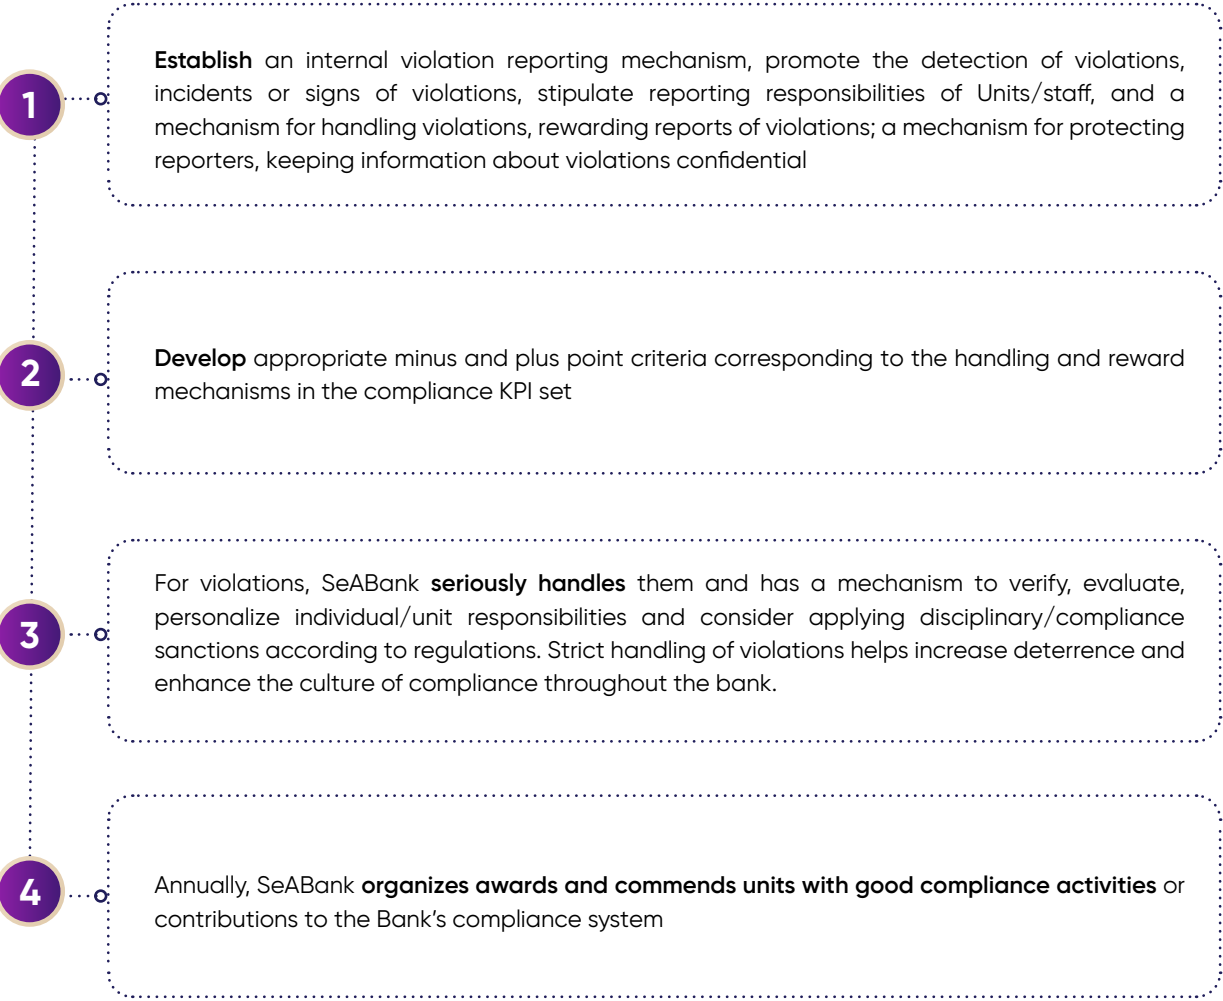 1
Establish an internal violation reporting mechanism, promote the detection of violations,
incidents or signs of violations, stipulate reporting responsibilities of Units/staff, and a
mechanism for handling violations, rewarding reports of violations; a mechanism for protecting
reporters, keeping information about violations confidential
2
Develop appropriate minus and plus point criteria corresponding to the handling and reward
mechanisms in the compliance KPI set
3
For violations, SeABank seriously handles them and has a mechanism to verify, evaluate,
personalize individual/unit responsibilities and consider applying disciplinary/compliance
sanctions according to regulations. Strict handling of violations helps increase deterrence and
enhance the culture of compliance throughout the bank.
4
Annually, SeABank organizes awards and commends units with good compliance activities or
contributions to the Bank’s compliance system